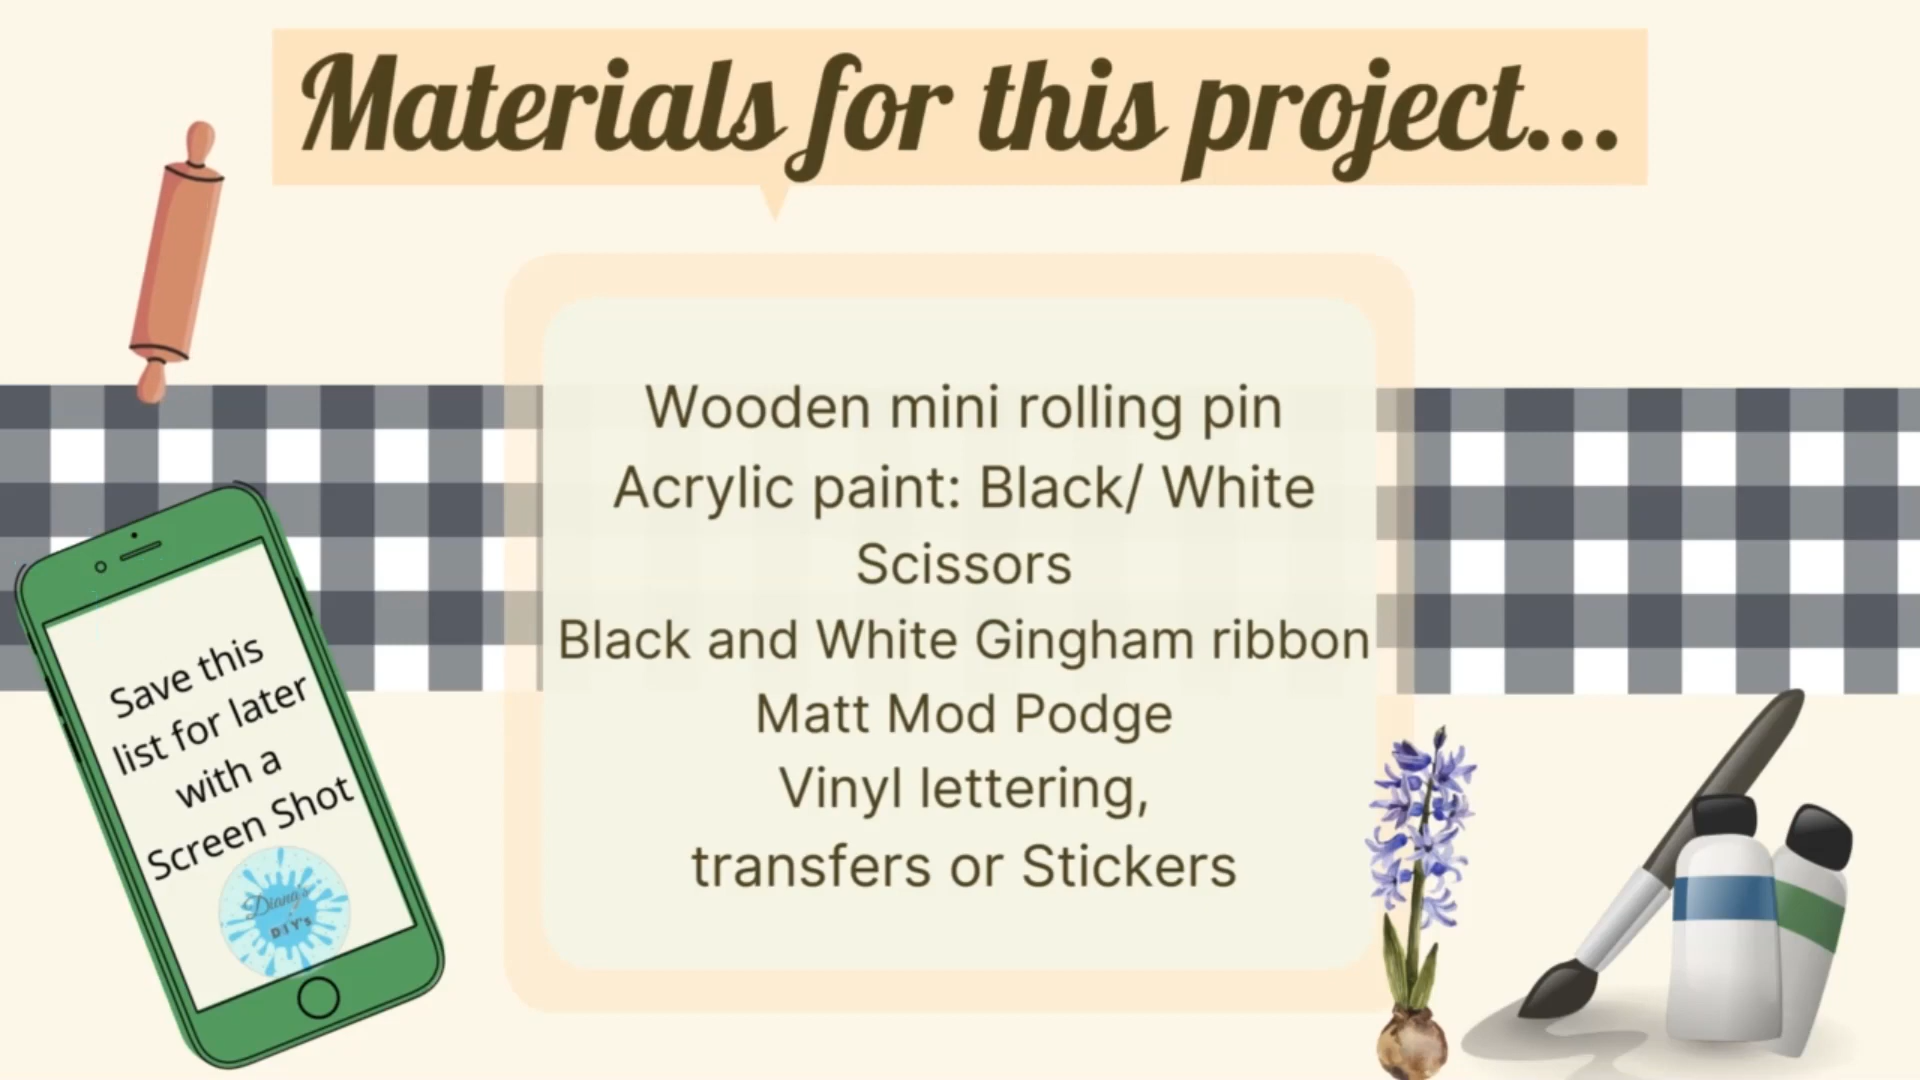 Materials for this project...
Wooden mini rolling pin
Acrylic paint: Black/ White
Scissors
Black and White Gingham ribbon
Matt Mod Podge
Vinyl lettering,
transfers or Stickers
Save this
list for later
with a
Screen Shot
Diang's
DIY's